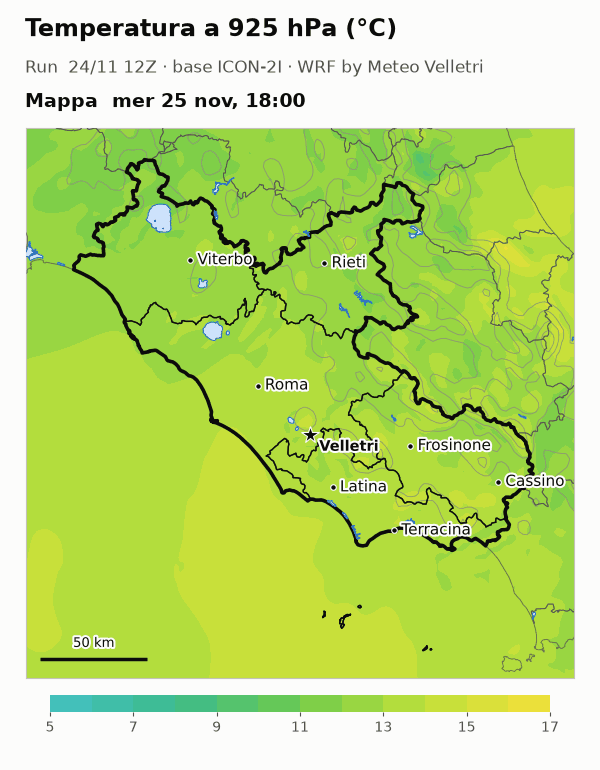 Temperatura a 925 hPa (°C)
Run  24/11 12Z · base ICON-2I · WRF by Meteo Velletri
Mappa  mer 25 nov, 18:00
Viterbo
Rieti
Roma
Velletri
Frosinone
Latina
Cassino
Terracina
50 km
5 7 9 11 13 15 17